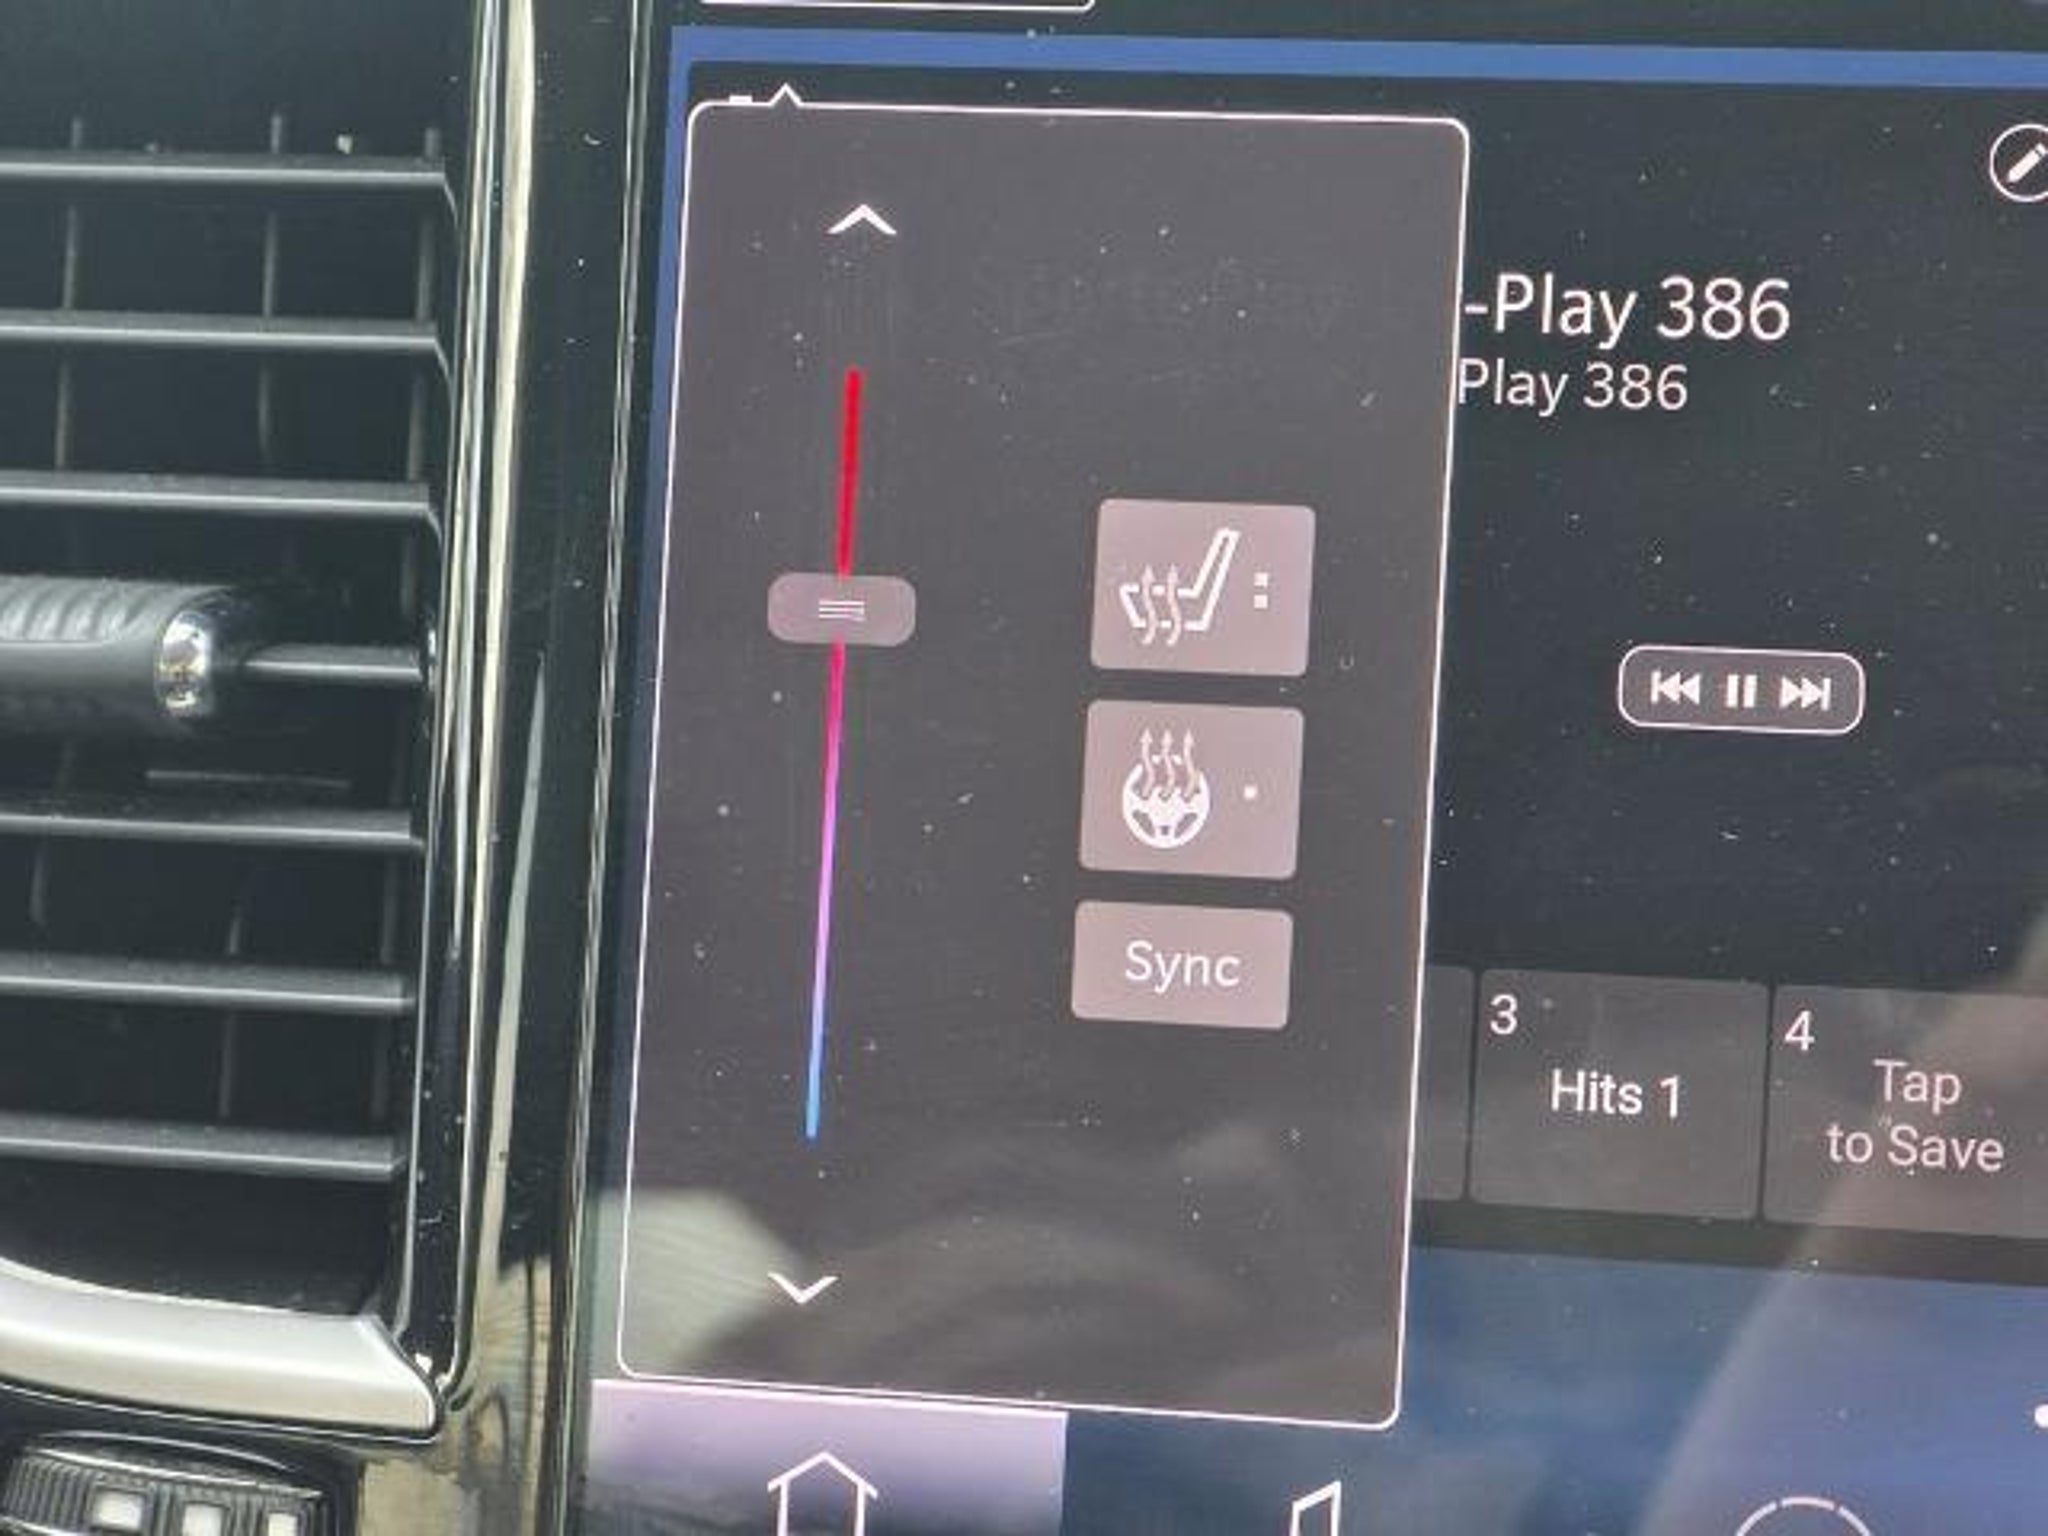 -Play 386
Play 386
Sync
3
Hits 1
4
Tap
to Save